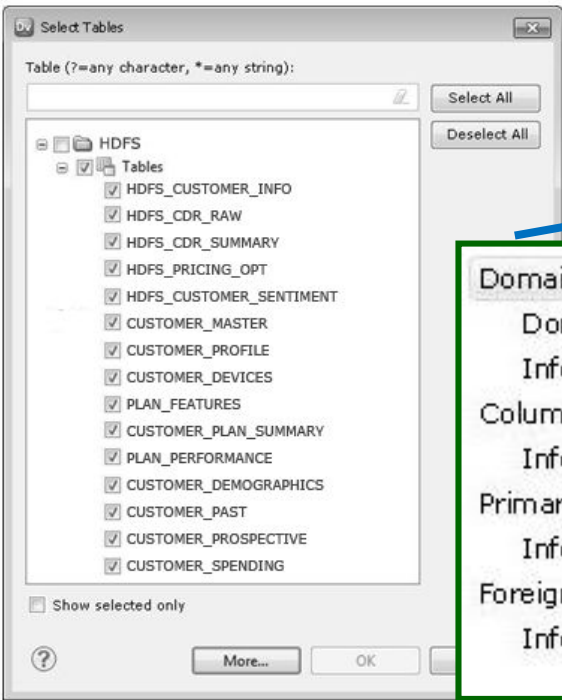 Select Tables
Table (?=any character, *=any string):
Select All
Deselect All
HDFS
Tables
HDFS_CUSTOMER_INFO
HDFS_CDR_RAW
HDFS_CDR_SUMMARY
HDFS_PRICING_OPT
HDFS_CUSTOMER_SENTIMENT
CUSTOMER_MASTER
CUSTOMER_PROFILE
CUSTOMER_DEVICES
PLAN_FEATURES
CUSTOMER_PLAN_SUMMARY
PLAN_PERFORMANCE
CUSTOMER_DEMOGRAPHICS
CUSTOMER_PAST
CUSTOMER_PROSPECTIVE
CUSTOMER_SPENDING
Show selected only
More...
OK